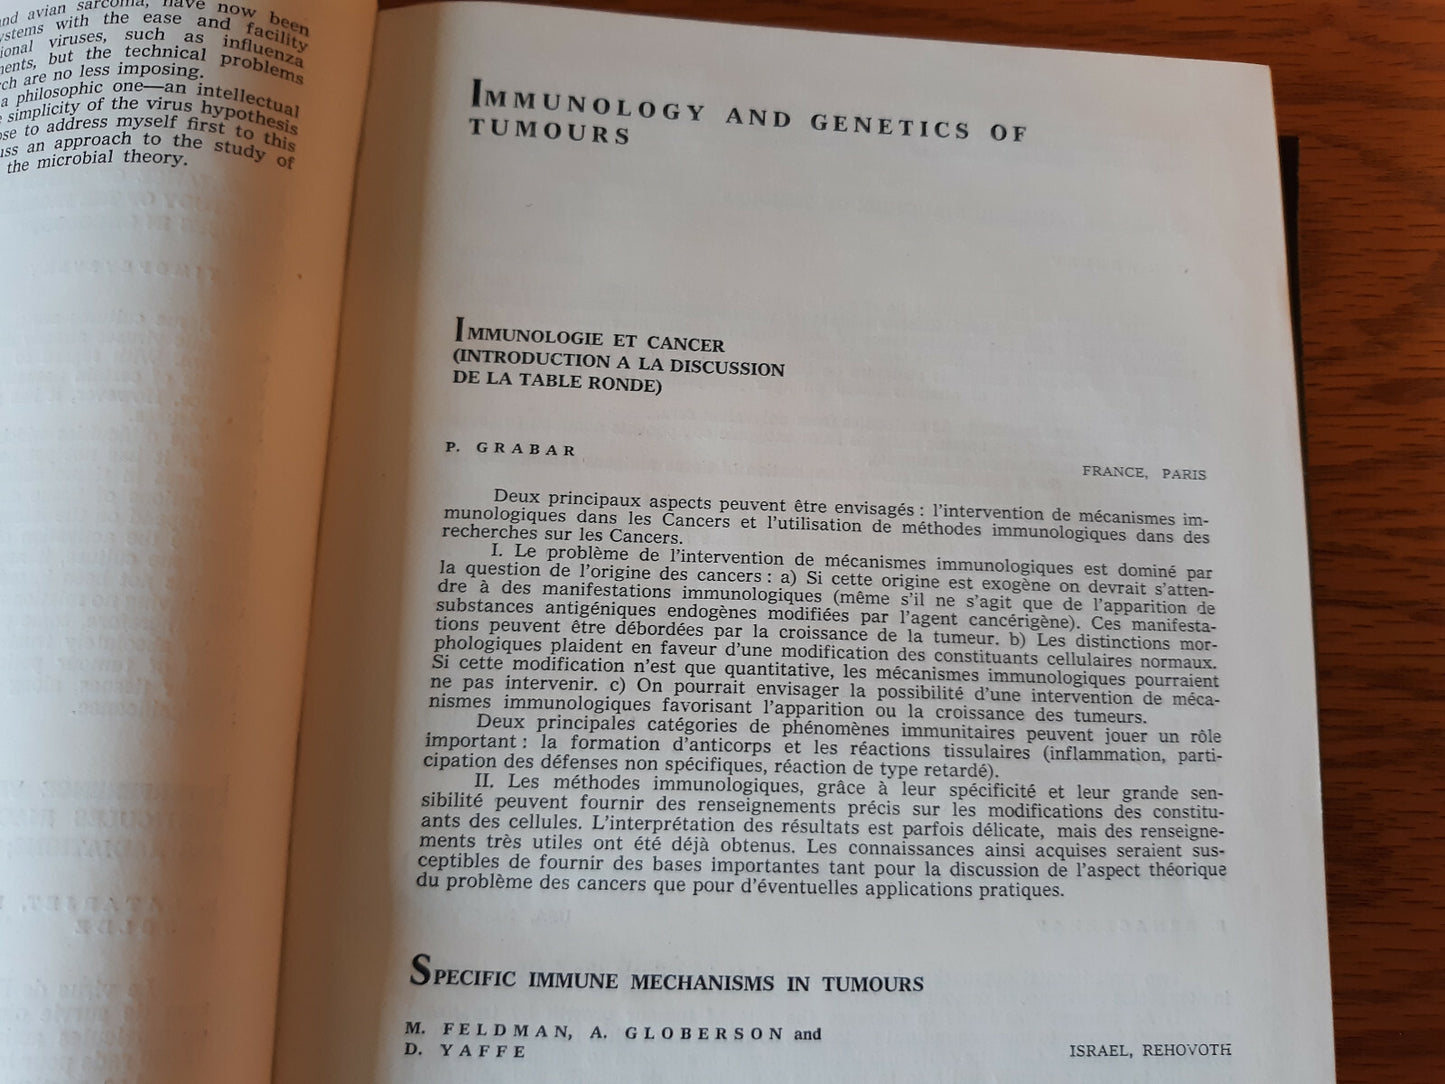 and avian sarcoma, have now been
systems with the ease and facility
tional viruses, such as influenza
ments, but the technical problems
rch are no less imposing.
a philosophic one—an intellectual
simplicity of the virus hypothesis
ose to address myself first to this
uss an approach to the study of
the microbial theory.
IMMUNOLOGY AND GENETICS OF
TUMOURS
IMMUNOLOGIE ET CANCER
(INTRODUCTION A LA DISCUSSION
DE LA TABLE RONDE)
P. GRABAR
FRANCE, PARIS
Deux principaux aspects peuvent être envisagés : l'intervention de mécanismes im-
munologiques dans les Cancers et l'utilisation de méthodes immunologiques dans des
recherches sur les Cancers.
I. Le problème de l'intervention de mécanismes immunologiques est dominé par
la question de l'origine des cancers : a) Si cette origine est exogène on devrait s'atten-
dre à des manifestations immunologiques (même s'il ne s'agit que de l'apparition de
substances antigéniques endogènes modifiées par l'agent cancérigène). Ces manifesta-
tions peuvent être débordées par la croissance de la tumeur. b) Les distinctions mor-
phologiques plaident en faveur d'une modification des constituants cellulaires normaux.
Si cette modification n'est que quantitative, les mécanismes immunologiques pourraient
ne pas intervenir. c) On pourrait envisager la possibilité d'une intervention de méca-
nismes immunologiques favorisant l'apparition ou la croissance des tumeurs.
Deux principales catégories de phénomènes immunitaires peuvent jouer un rôle
important : la formation d'anticorps et les réactions tissulaires (inflammation, parti-
cipation des défenses non spécifiques, réaction de type retardé).
II. Les méthodes immunologiques, grâce à leur spécificité et leur grande sen-
sibilité peuvent fournir des renseignements précis sur les modifications des constitu-
ants des cellules. L'interprétation des résultats est parfois délicate, mais des renseigne-
ments très utiles ont été déjà obtenus. Les connaissances ainsi acquises seraient sus-
ceptibles de fournir des bases importantes tant pour la discussion de l'aspect théorique
du problème des cancers que pour d'éventuelles applications pratiques.
SPECIFIC IMMUNE MECHANISMS IN TUMOURS
M. FELDMAN, A. GLOBERSON and
D. YAFFE
ISRAEL, REHOVOTH